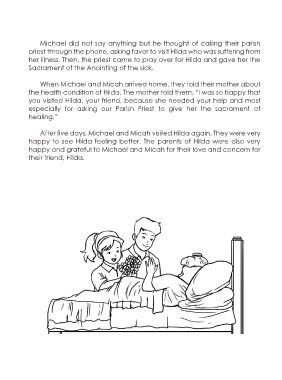 Michael did not say anything but he thought of calling their parish
priest through the phone, asking favor to visit Hilda who was suffering from
her illness. Then, the priest came to pray over for Hilda and gave her the
Sacrament of the Anointing of the sick.
When Michael and Micah arrived home, they told their mother about
the health condition of Hilda. The mother told them, "I was so happy that
you visited Hilda, your friend, because she needed your help and most
especially for asking our Parish Priest to give her the sacrament of
healing."
After five days, Michael and Micah visited Hilda again. They were very
happy to see Hilda feeling better. The parents of Hilda were also very
happy and grateful to Michael and Micah for their love and concern for
their friend, Hilda.